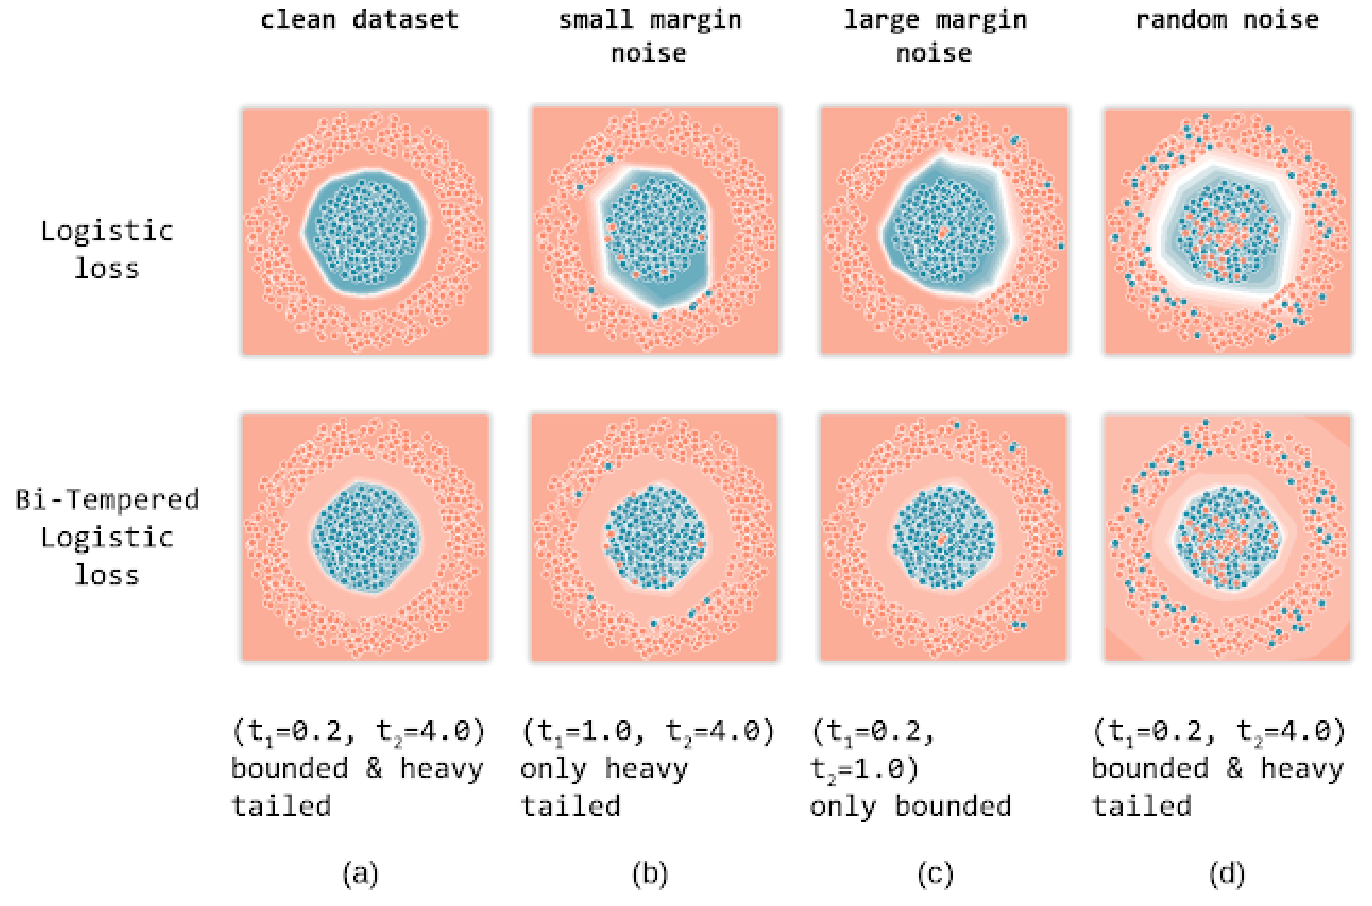 clean dataset
small margin
noise
large margin
noise
random noise
Logistic
loss
Bi-Tempered
Logistic
loss
(t₁=0.2, t₂=4.0)
bounded & heavy
tailed
(t₁=1.0, t₂=4.0)
only heavy
tailed
(t₁=0.2,
t₂=1.0)
only bounded
(t₁=0.2, t₂=4.0)
bounded & heavy
tailed
(a)
(b)
(c)
(d)